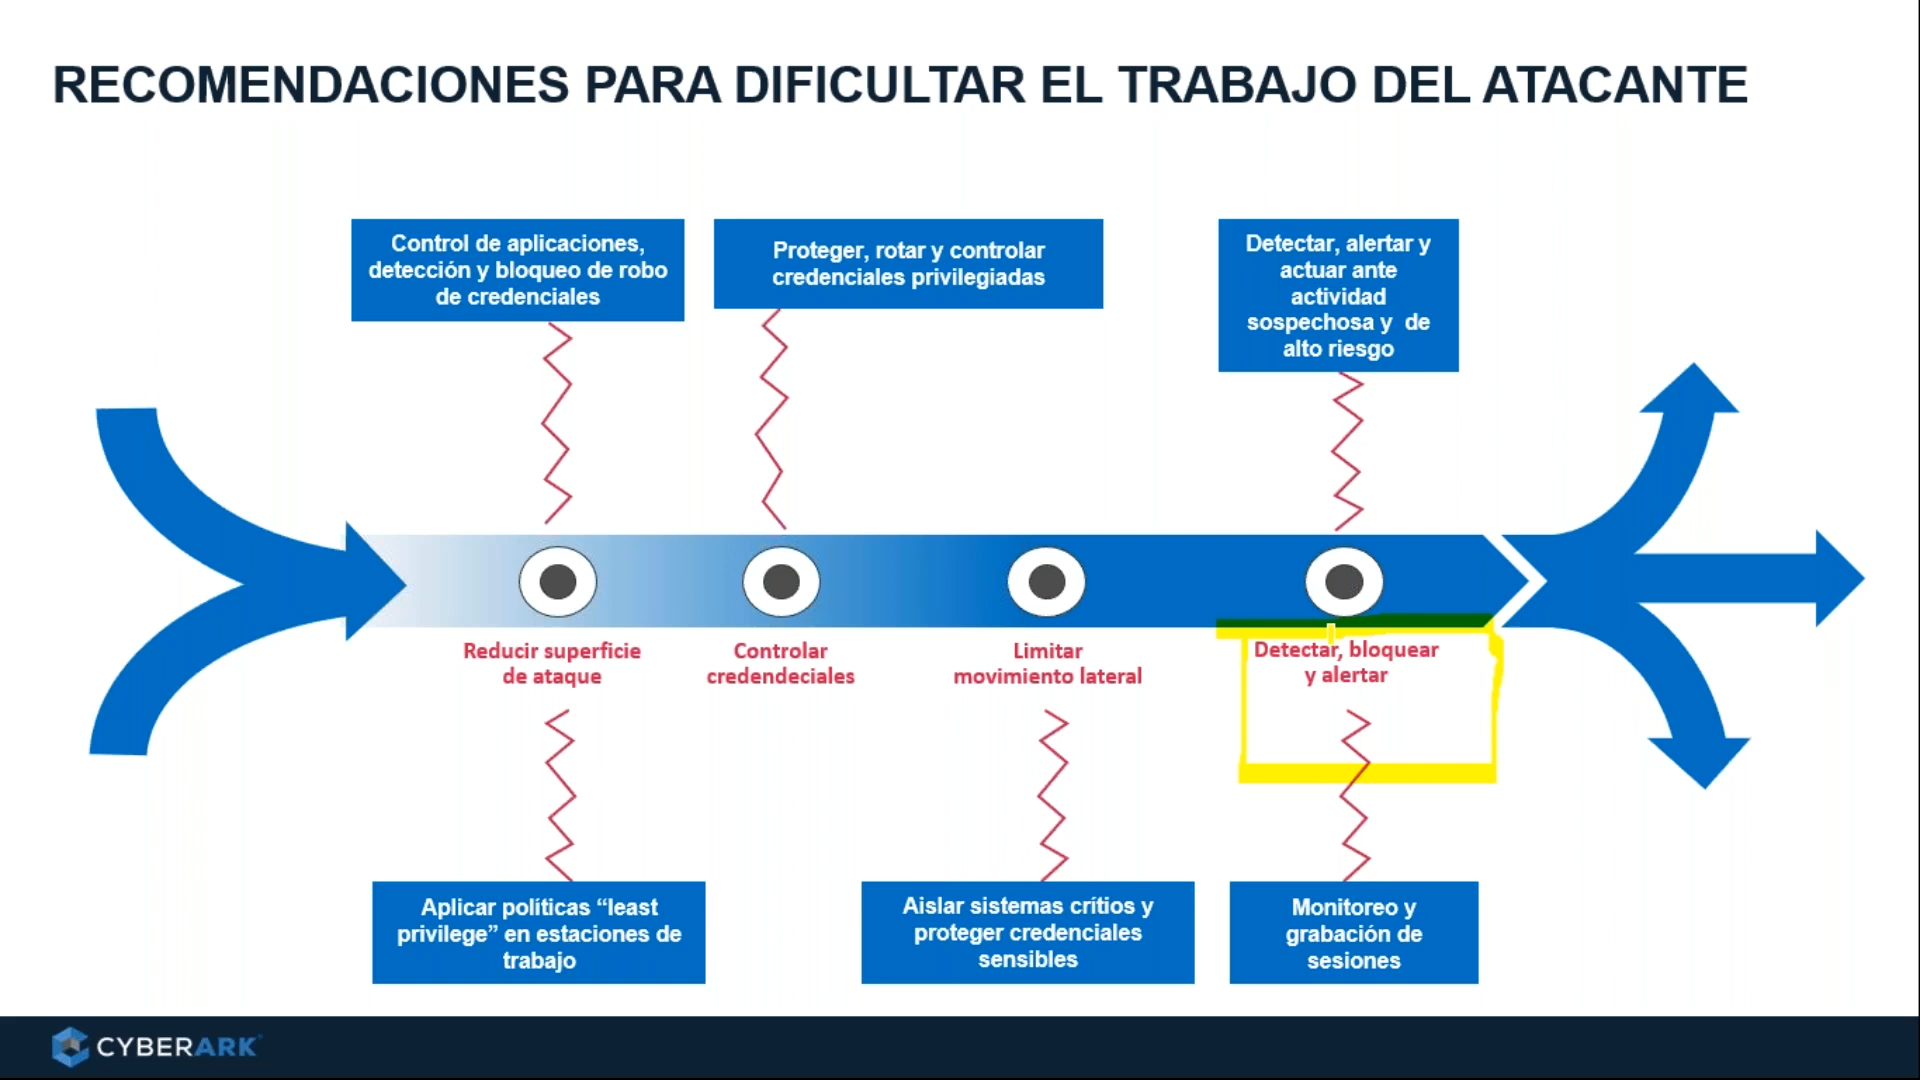 RECOMENDACIONES PARA DIFICULTAR EL TRABAJO DEL ATACANTE
Control de aplicaciones,
detección y bloqueo de robo
de credenciales
Proteger, rotar y controlar
credenciales privilegiadas
Detectar, alertar y
actuar ante
actividad
sospechosa y de
alto riesgo
Reducir superficie
de ataque
Controlar
credendeciales
Limitar
movimiento lateral
Detectar, bloquear
y alertar
Aplicar políticas “least
privilege” en estaciones de
trabajo
Aislar sistemas crítios y
proteger credenciales
sensibles
Monitoreo y
grabación de
sesiones
CYBERARK